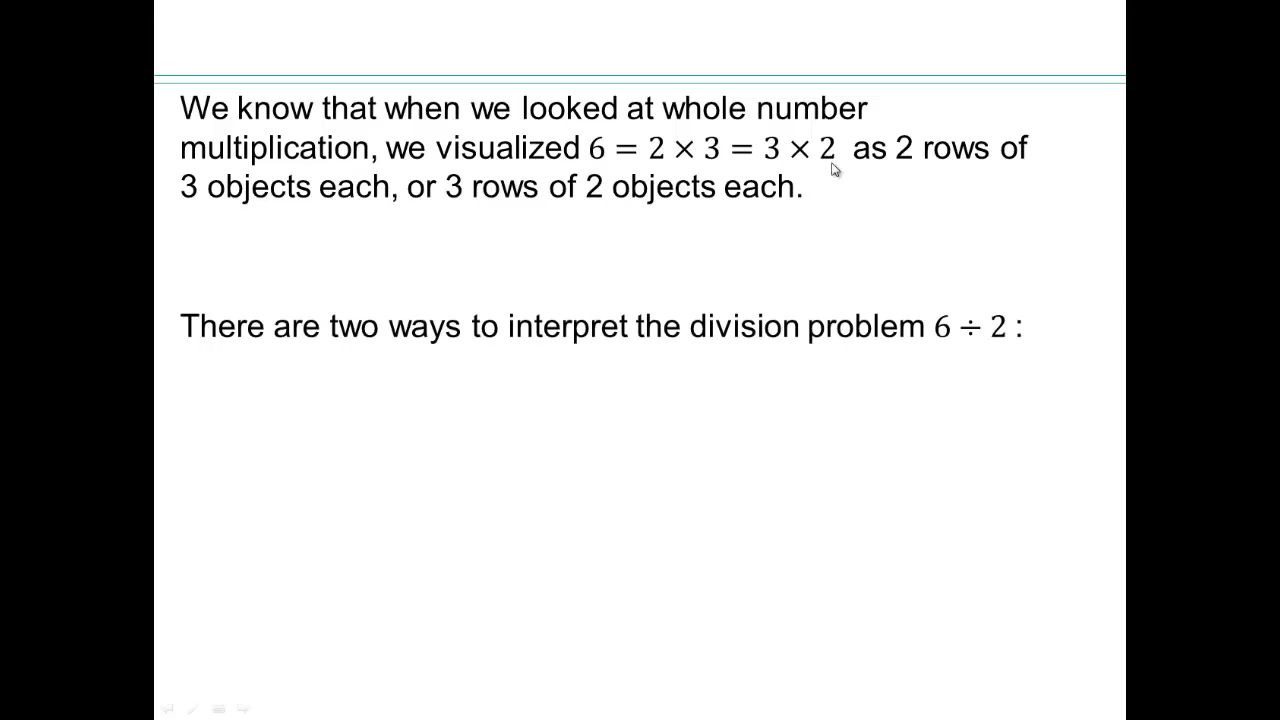 We know that when we looked at whole number
multiplication, we visualized 6 = 2 × 3 = 3 × 2 as 2 rows of
3 objects each, or 3 rows of 2 objects each.
There are two ways to interpret the division problem 6 ÷ 2 :